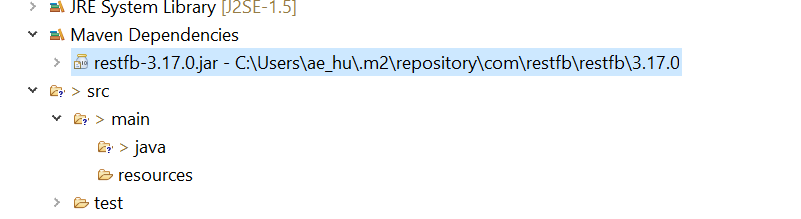 JRE System Library [J2SE-1.5]
Maven Dependencies
restfb-3.17.0.jar - C:\Users\ae_hu\.m2\repository\com\restfb\restfb\3.17.0
> src
> main
> java
resources
test